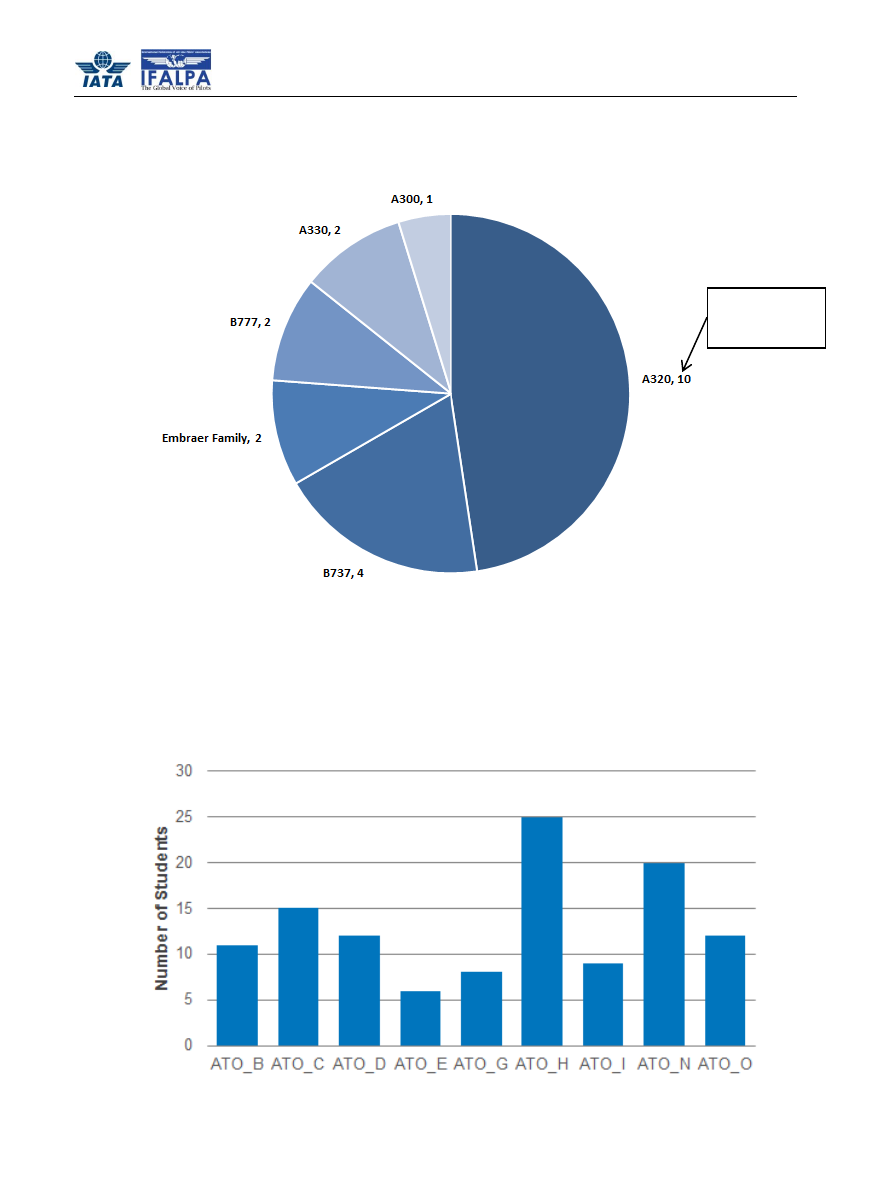 IATA
IFALPA
The Global Voice of Pilots
A300, 1
A330, 2
B777, 2
A320, 10
Embraer Family, 2
B737, 4
Number of Students
30
25
20
15
10
5
0
ATO_B ATO_C ATO_D ATO_E ATO_G ATO_H ATO_I ATO_N ATO_O